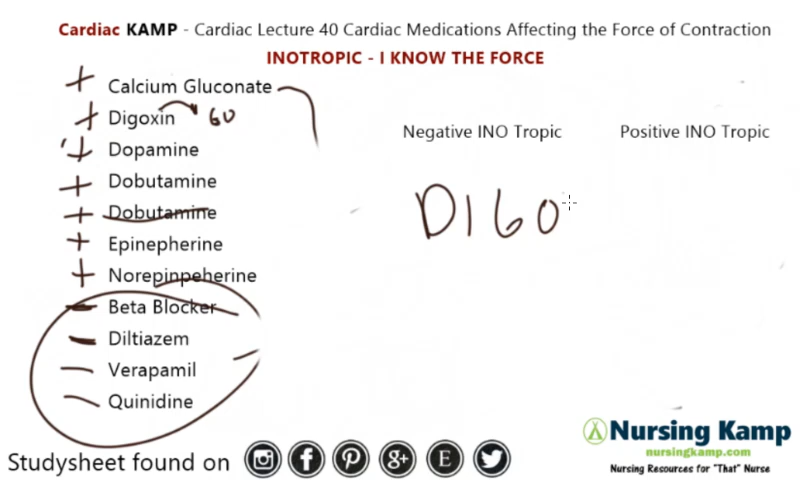 Cardiac KAMP - Cardiac Lecture 40 Cardiac Medications Affecting the Force of Contraction
INOTROPIC - I KNOW THE FORCE
+ Calcium Gluconate
+ Digoxin 60
+ Dopamine
+ Dobutamine
+ Dobutamine
+ Epinepherine
+ Norepinpeherine
- Beta Blocker
- Diltiazem
- Verapamil
- Quinidine
Negative INO Tropic
Positive INO Tropic
DIGO
Nursing Kamp
nursingkamp.com
Nursing Resources for "That" Nurse
Studysheet found on
f
g+
E